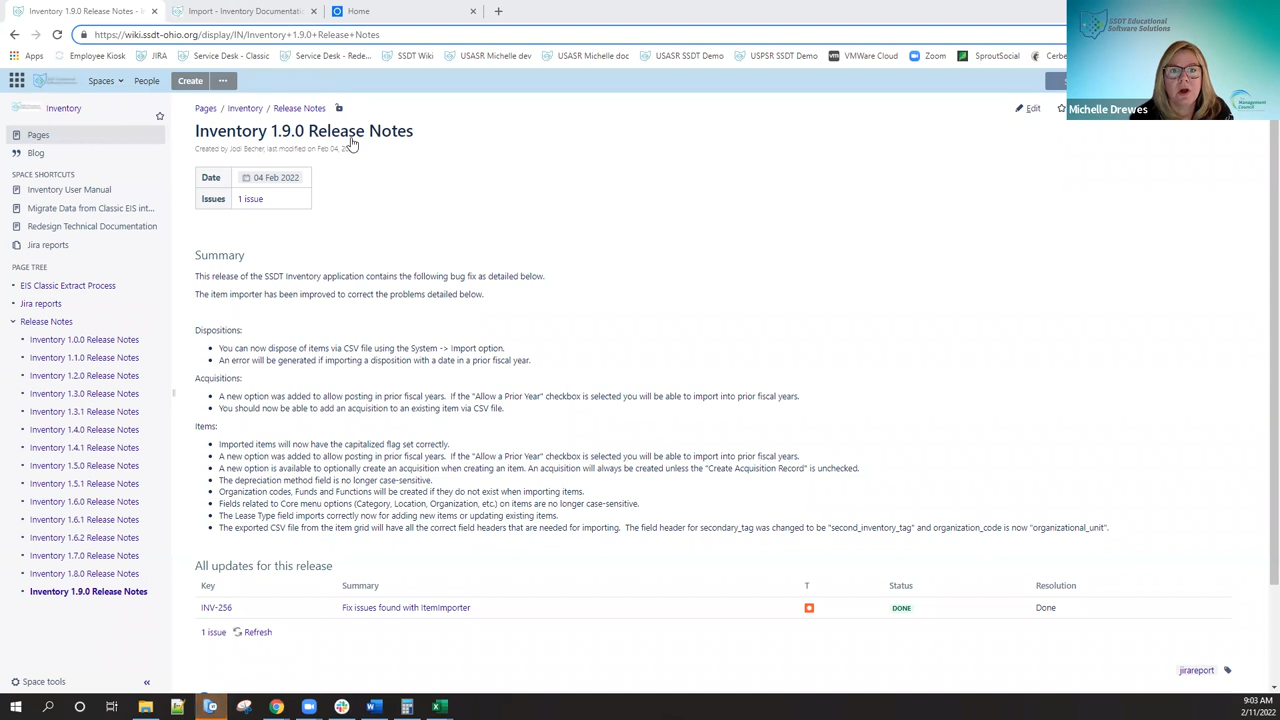 Inventory 1.9.0 Release Notes -
Import - Inventory Documentati
Home
https://wiki.ssdt-ohio.org/display/IN/Inventory+1.9.0+Release+Notes
Apps
Employee Kiosk
JIRA
Service Desk - Classic
Service Desk - Rede...
SSDT Wiki
USASR Michelle dev
USASR Michelle doc
USASR SSDT Demo
USPSR SSDT Demo
VMWare Cloud
Zoom
SproutSocial
Cerbe
SSDT Educational
Software Solutions
Management
Council
Michelle Drewes
Spaces
People
Create
Inventory
Pages
Blog
SPACE SHORTCUTS
Inventory User Manual
Migrate Data from Classic EIS int...
Redesign Technical Documentation
Jira reports
PAGE TREE
EIS Classic Extract Process
Jira reports
Release Notes
Inventory 1.0.0 Release Notes
Inventory 1.1.0 Release Notes
Inventory 1.2.0 Release Notes
Inventory 1.3.0 Release Notes
Inventory 1.3.1 Release Notes
Inventory 1.4.0 Release Notes
Inventory 1.4.1 Release Notes
Inventory 1.5.0 Release Notes
Inventory 1.5.1 Release Notes
Inventory 1.6.0 Release Notes
Inventory 1.6.1 Release Notes
Inventory 1.6.2 Release Notes
Inventory 1.7.0 Release Notes
Inventory 1.8.0 Release Notes
Inventory 1.9.0 Release Notes
Space tools
Pages / Inventory / Release Notes
Edit
Inventory 1.9.0 Release Notes
Created by Jodi Becher, last modified on Feb 04,
Date 04 Feb 2022
Issues 1 issue
Summary
This release of the SSDT Inventory application contains the following bug fix as detailed below.
The item importer has been improved to correct the problems detailed below.
Dispositions:
• You can now dispose of items via CSV file using the System -> Import option.
• An error will be generated if importing a disposition with a date in a prior fiscal year.
Acquisitions:
• A new option was added to allow posting in prior fiscal years. If the "Allow a Prior Year" checkbox is selected you will be able to import into prior fiscal years.
• You should now be able to add an acquisition to an existing item via CSV file.
Items:
• Imported items will now have the capitalized flag set correctly.
• A new option was added to allow posting in prior fiscal years. If the "Allow a Prior Year" checkbox is selected you will be able to import into prior fiscal years.
• A new option is available to optionally create an acquisition when creating an item. An acquisition will always be created unless the "Create Acquisition Record" is unchecked.
• The depreciation method field is no longer case-sensitive.
• Organization codes, Funds and Functions will be created if they do not exist when importing items.
• Fields related to Core menu options (Category, Location, Organization, etc.) on items are no longer case-sensitive.
• The Lease Type field imports correctly now for adding new items or updating existing items.
• The exported CSV file from the item grid will have all the correct field headers that are needed for importing. The field header for secondary_tag was changed to be "second_inventory_tag" and organization_code is now "organizational_unit".
All updates for this release
Key Summary T Status Resolution
INV-256 Fix issues found with ItemImporter DONE Done
1 issue Refresh
jirareport
9:03 AM
2/11/2022